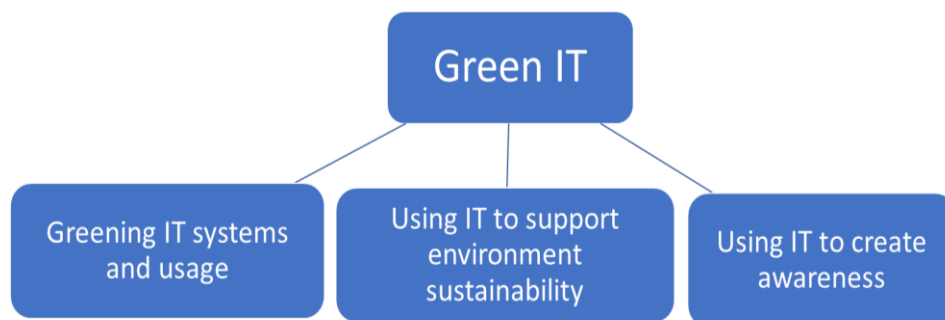 Green IT
Greening IT systems
and usage
Using IT to support
environment
sustainability
Using IT to create
awareness